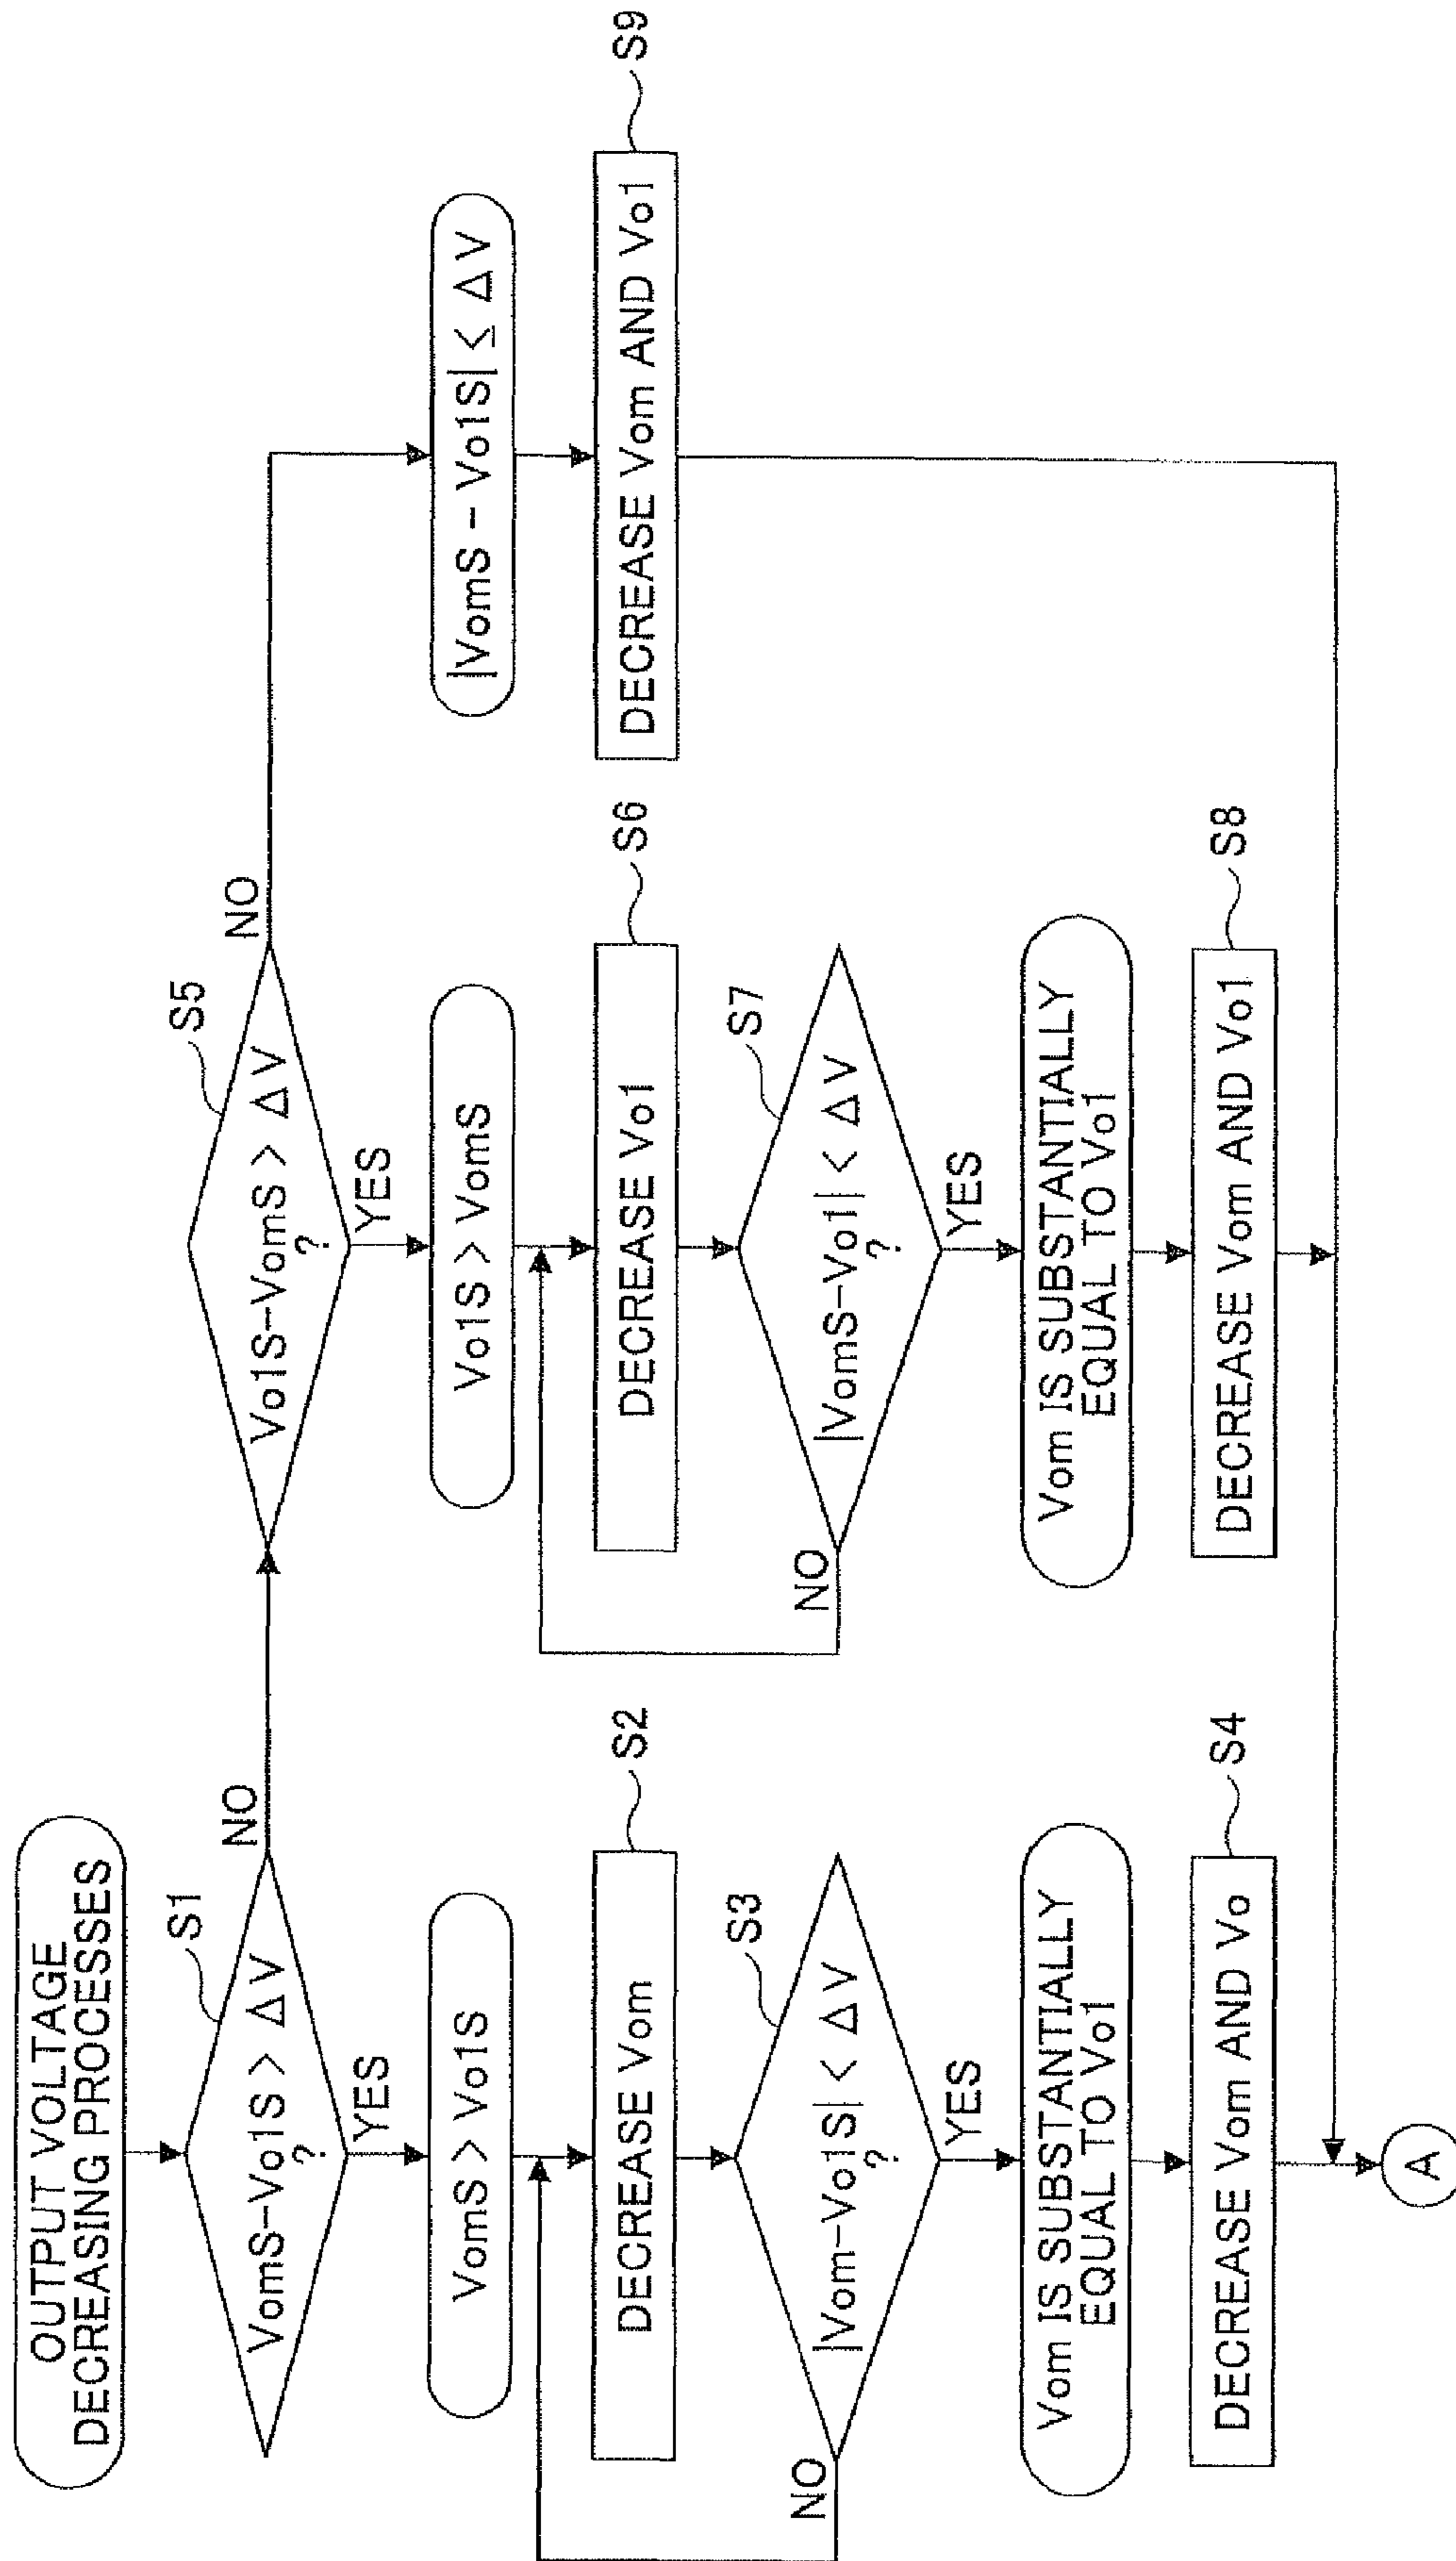 OUTPUT VOLTAGE
DECREASING PROCESSES
S1
VomS-Vo1S > ΔV
?
NO
YES
VomS > Vo1S
DECREASE Vom
S2
S3
|Vom-Vo1S| < ΔV
?
NO
YES
Vom IS SUBSTANTIALLY
EQUAL TO Vo1
DECREASE Vom AND Vo
S4
S5
Vo1S-VomS > ΔV
?
NO
YES
Vo1S > VomS
DECREASE Vo1
S6
S7
|VomS-Vo1| < ΔV
?
NO
YES
Vom IS SUBSTANTIALLY
EQUAL TO Vo1
DECREASE Vom AND Vo1
S8
|VomS - Vo1S| ≤ ΔV
DECREASE Vom AND Vo1
S9
A